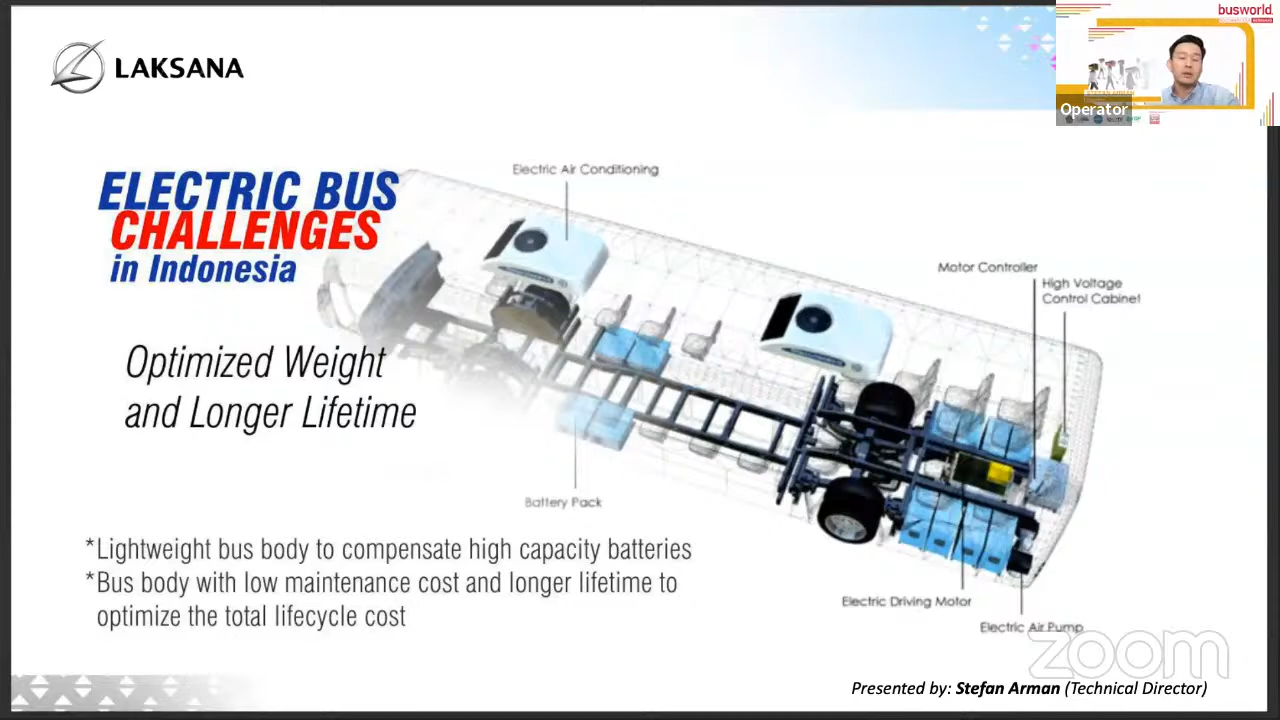 busworld
LAKSANA
Operator
ELECTRIC BUS
CHALLENGES
in Indonesia
Optimized Weight
and Longer Lifetime
Electric Air Conditioning
Motor Controller
High Voltage
Control Cabinet
Battery Pack
Electric Driving Motor
Electric Air Pump
*Lightweight bus body to compensate high capacity batteries
*Bus body with low maintenance cost and longer lifetime to
optimize the total lifecycle cost
zoom
Presented by: Stefan Arman (Technical Director)